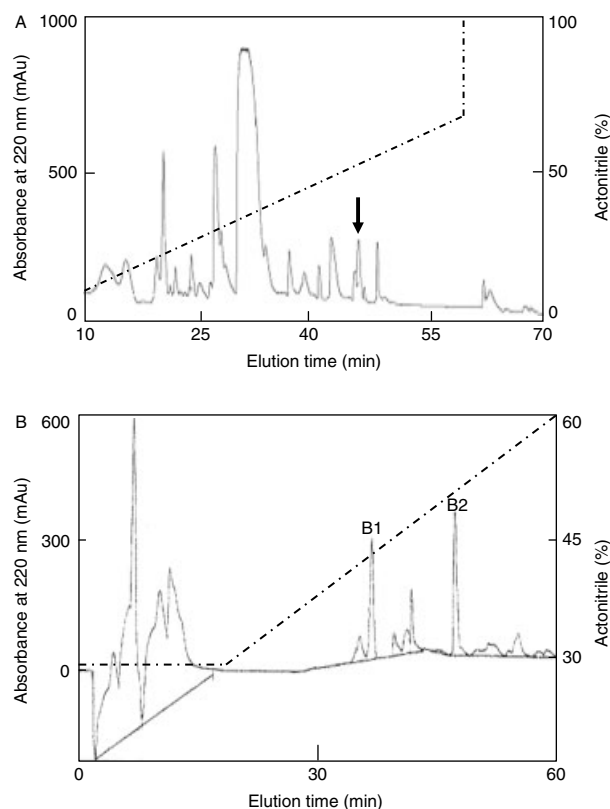 A
Absorbance at 220 nm (mAu)
1000
500
0
100
50
0
Actonitrile (%)
10 25 40 55 70
Elution time (min)
B
Absorbance at 220 nm (mAu)
600
300
0
B1
B2
60
45
30
Actonitrile (%)
0 30 60
Elution time (min)